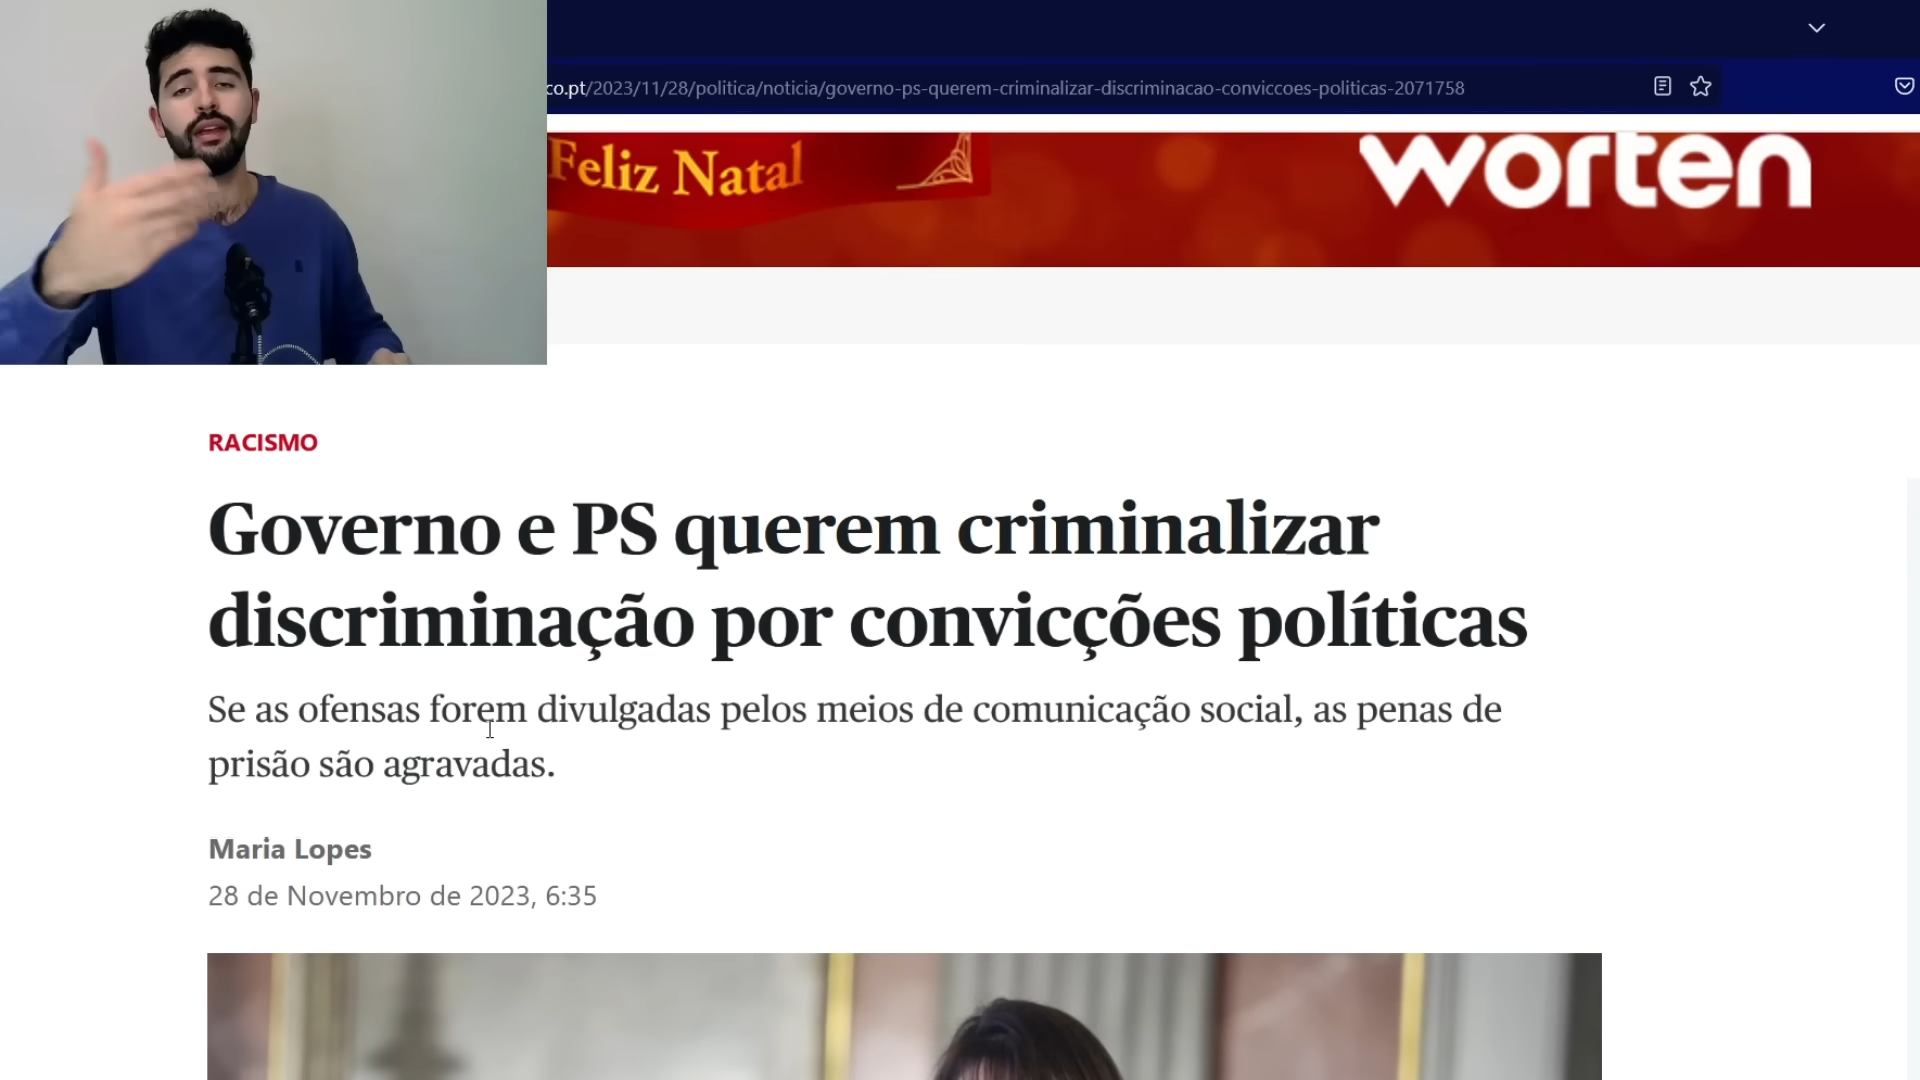 co.pt/2023/11/28/politica/noticia/governo-ps-querem-criminalizar-discriminacao-conviccoes-politicas-2071758
Feliz Natal
worten
RACISMO
Governo e PS querem criminalizar
discriminação por convicções políticas
Se as ofensas forem divulgadas pelos meios de comunicação social, as penas de
prisão são agravadas.
Maria Lopes
28 de Novembro de 2023, 6:35